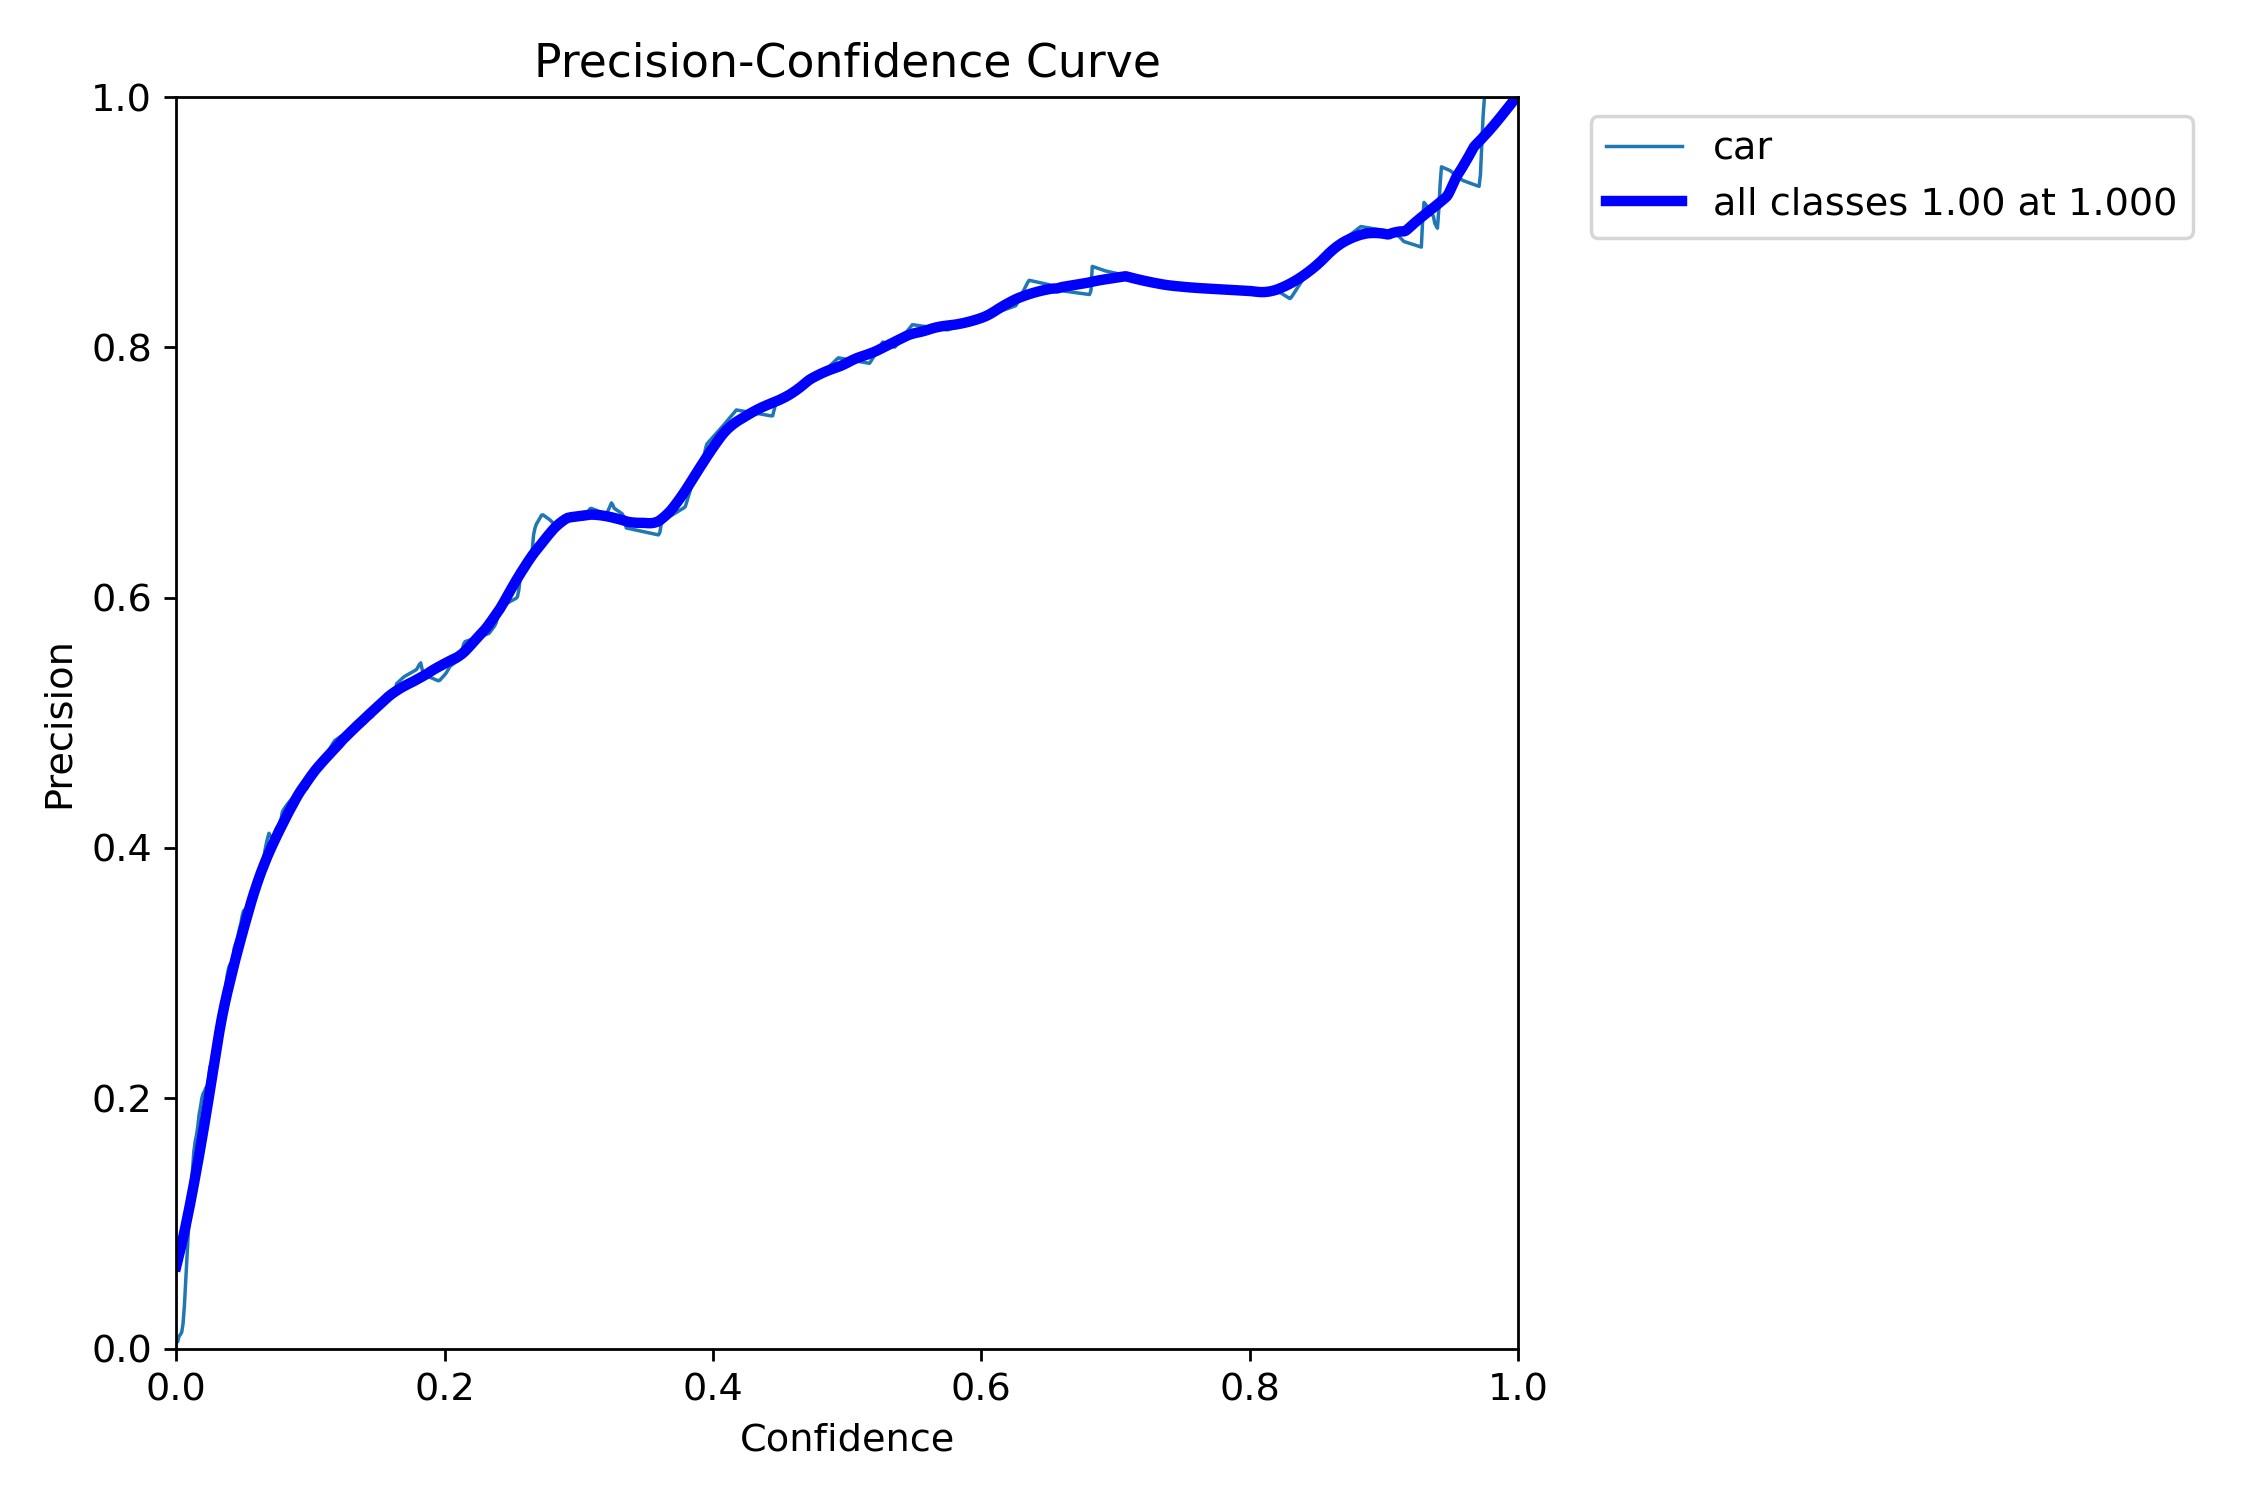 Precision-Confidence Curve
1.0
0.8
0.6
0.4
0.2
0.0
Precision
0.0 0.2 0.4 0.6 0.8 1.0
Confidence
car
all classes 1.00 at 1.000